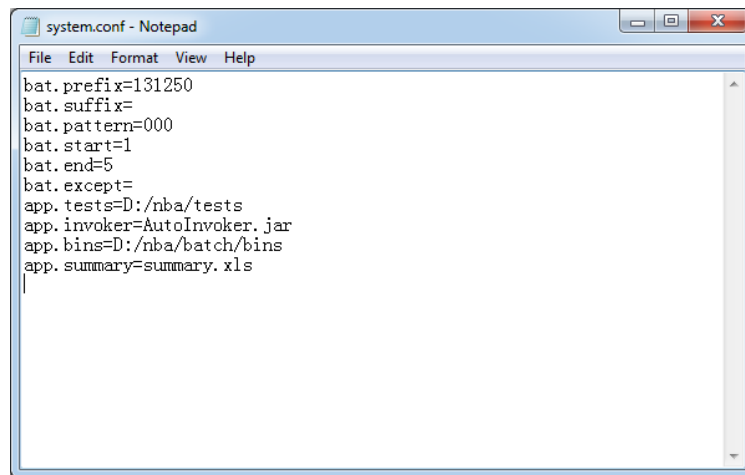 system.conf - Notepad
File Edit Format View Help
bat.prefix=131250
bat.suffix=
bat.pattern=000
bat.start=1
bat.end=5
bat.except=
app.tests=D:/nba/tests
app.invoker=AutoInvoker.jar
app.bins=D:/nba/batch/bins
app.summary=summary.xls